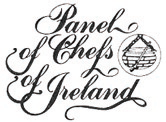 Panel
of Chefs
of Ireland